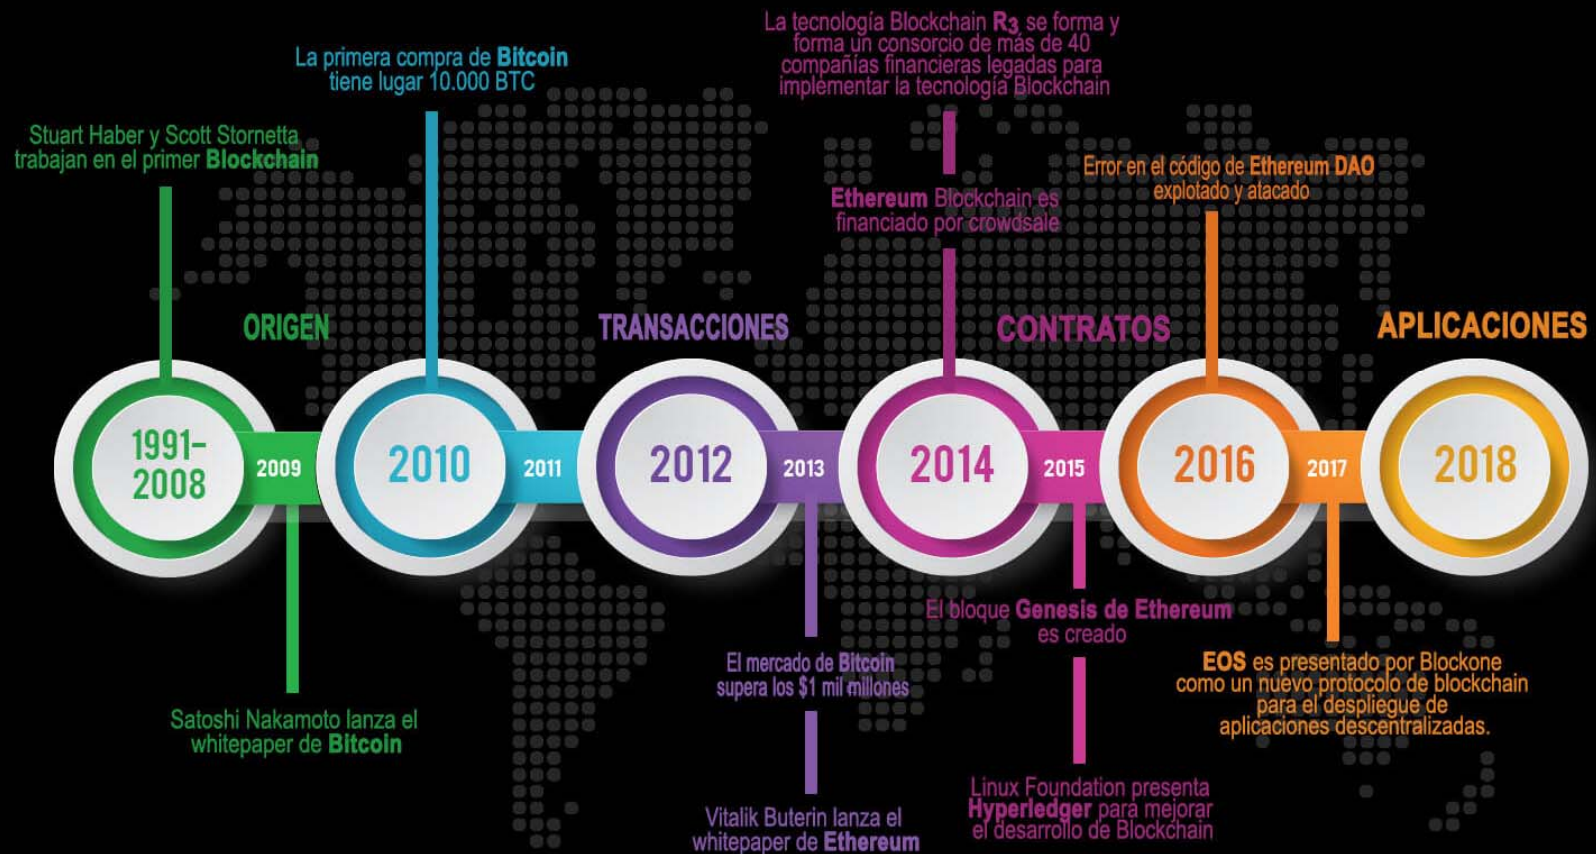 La tecnología Blockchain R3, se forma y
forma un consorcio de más de 40
compañías financieras legadas para
implementar la tecnología Blockchain
La primera compra de Bitcoin
tiene lugar 10.000 BTC
Stuart Haber y Scott Stornetta
trabajan en el primer Blockchain
Error en el código de Ethereum DAO
explotado y atacado
Ethereum Blockchain es
financiado por crowdsale
ORIGEN
TRANSACCIONES
CONTRATOS
APLICACIONES
1991-
2008
2009
2010
2011
2012
2013
2014
2015
2016
2017
2018
Satoshi Nakamoto lanza el
whitepaper de Bitcoin
El mercado de Bitcoin
supera los $1 mil millones
Vitalik Buterin lanza el
whitepaper de Ethereum
El bloque Genesis de Ethereum
es creado
Linux Foundation presenta
Hyperledger para mejorar
el desarrollo de Blockchain
EOS es presentado por Blockone
como un nuevo protocolo de blockchain
para el despliegue de
aplicaciones descentralizadas.